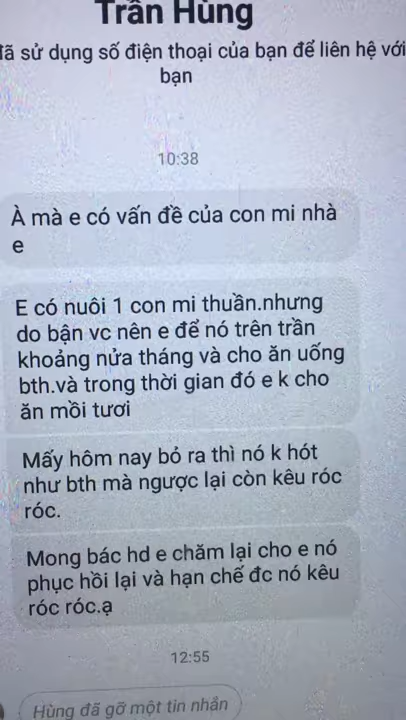 Trần Hùng
đã sử dụng số điện thoại của bạn để liên hệ với
bạn
10:38
À mà e có vấn đề của con mi nhà
e
E có nuôi 1 con mi thuần.nhưng
do bận vc nên e để nó trên trần
khoảng nửa tháng và cho ăn uống
bth.và trong thời gian đó e k cho
ăn mồi tươi
Mấy hôm nay bỏ ra thì nó k hót
như bth mà ngược lại còn kêu róc
róc.
Mong bác hd e chăm lại cho e nó
phục hồi lại và hạn chế đc nó kêu
róc róc.ạ
12:55
Hùng đã gỡ một tin nhắn